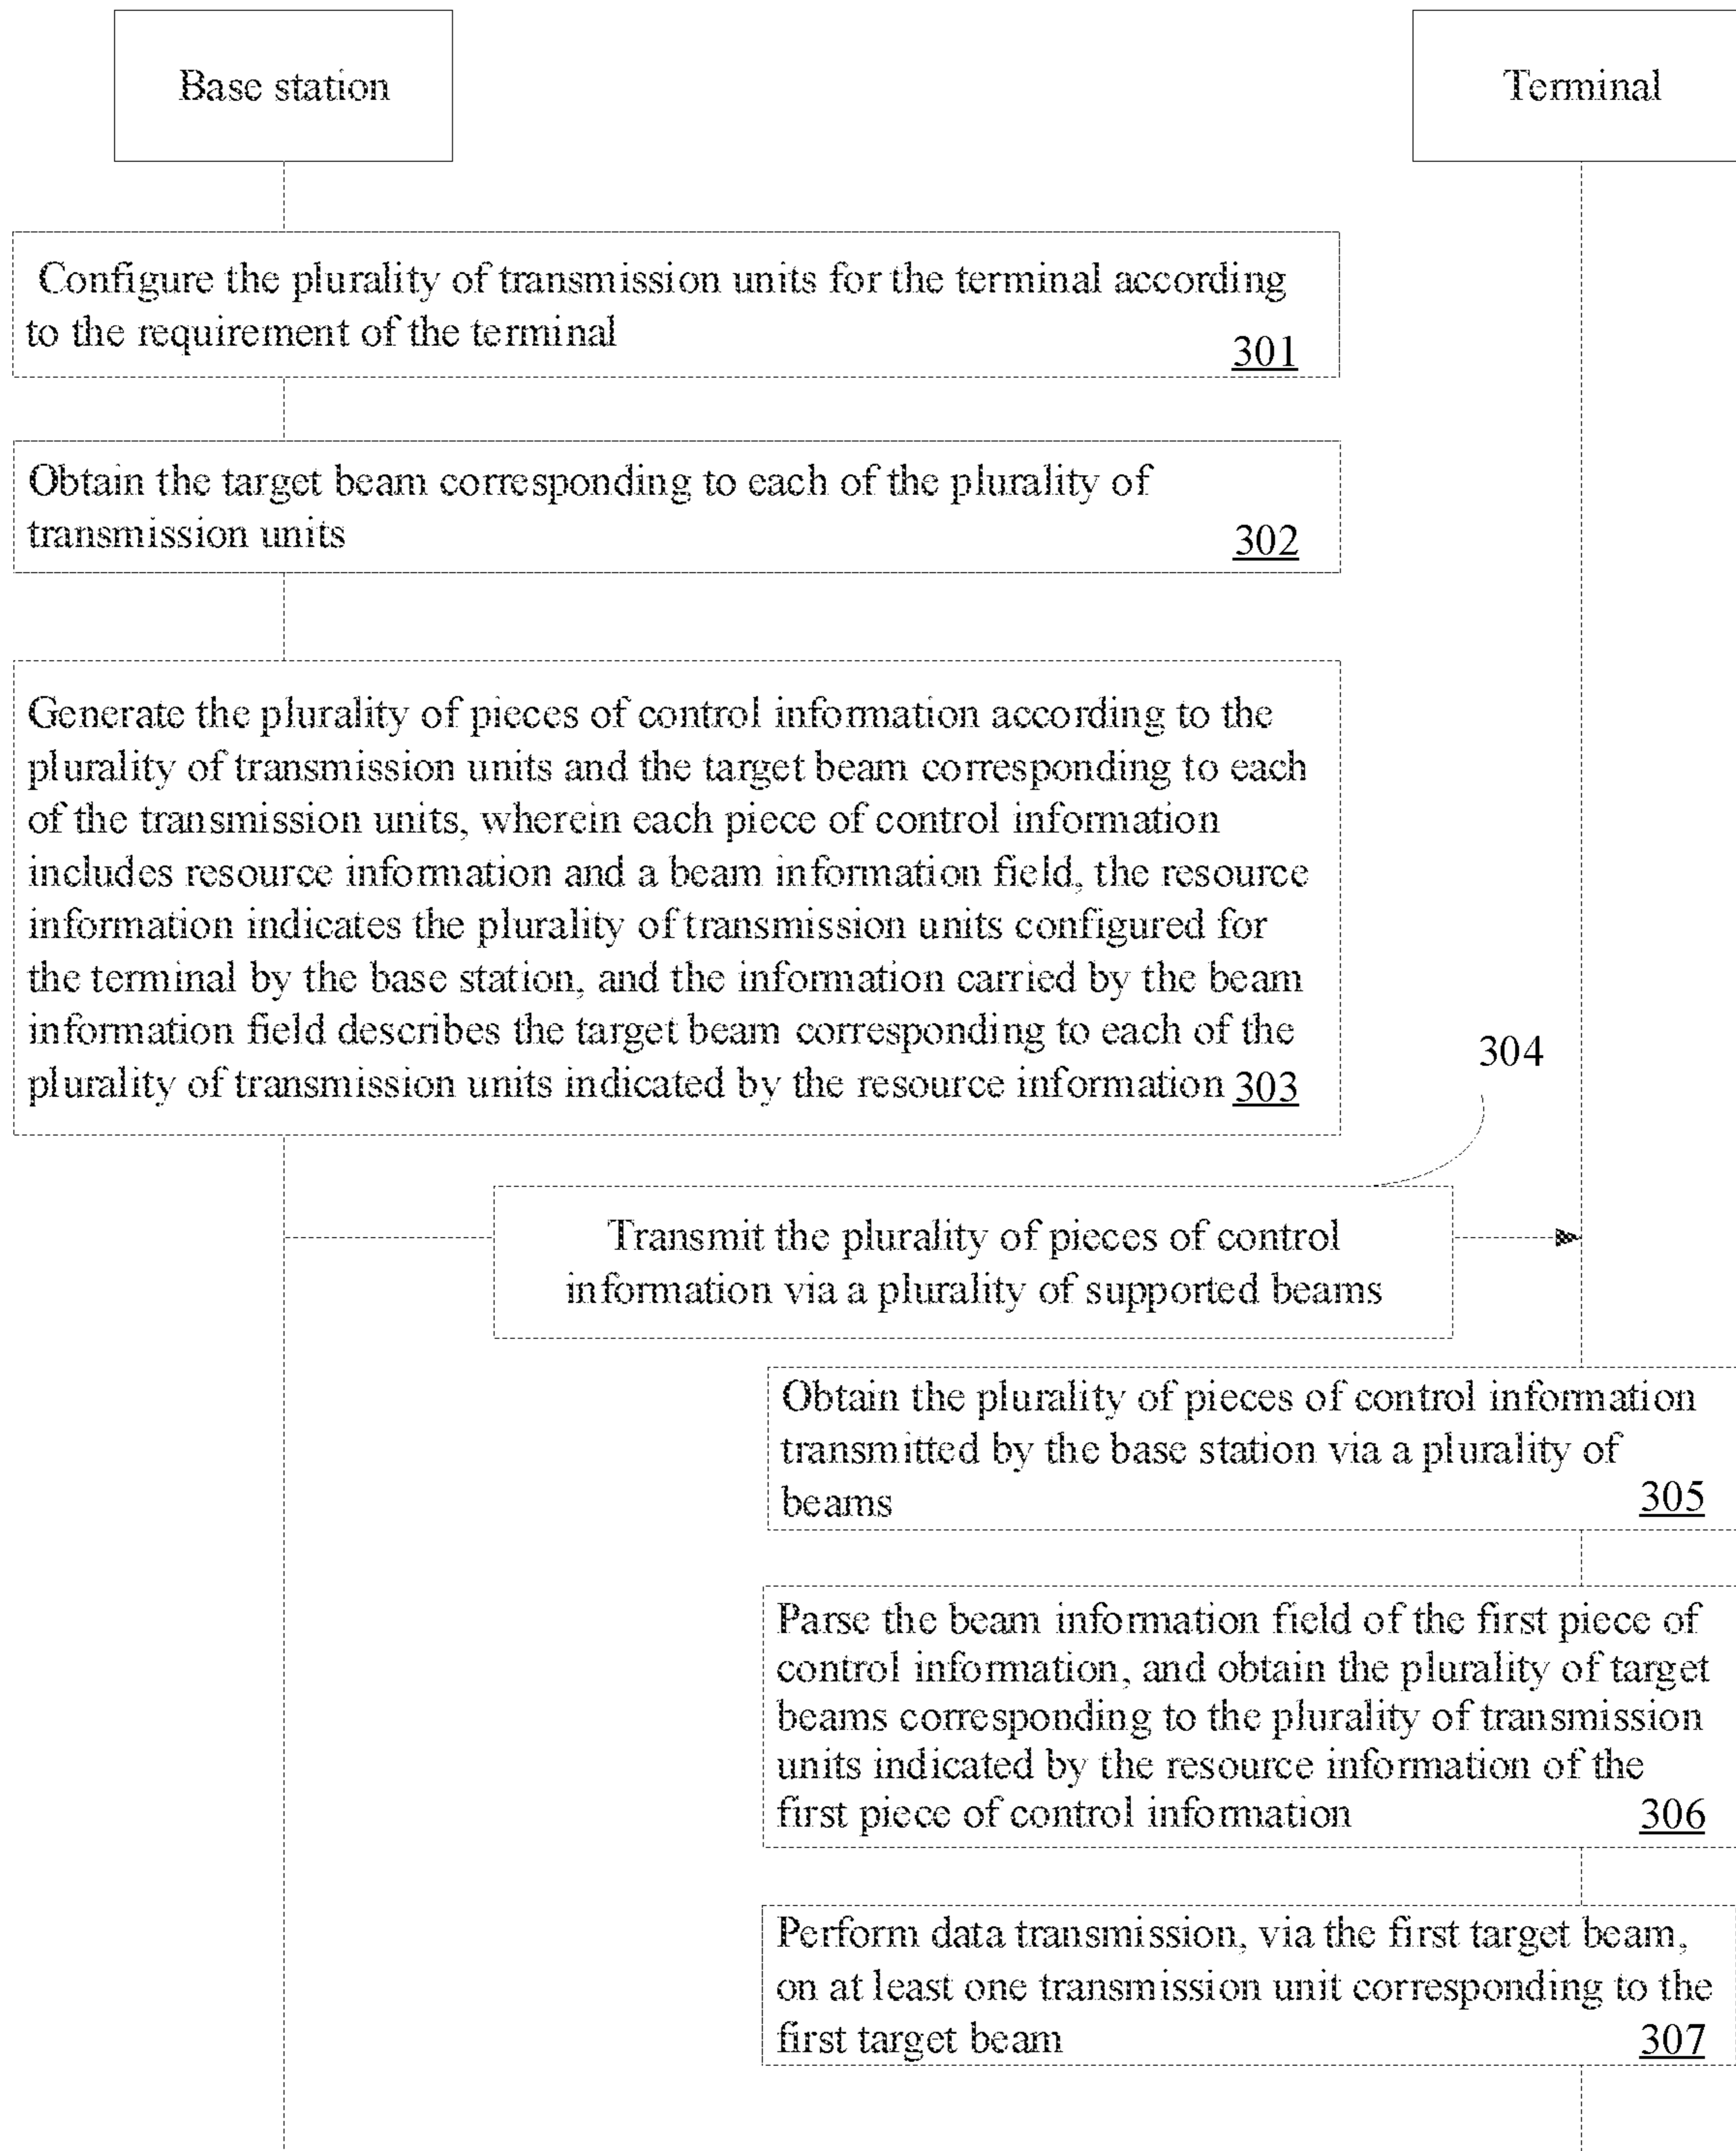 Base station
Terminal
Configure the plurality of transmission units for the terminal according
to the requirement of the terminal
301
Obtain the target beam corresponding to each of the plurality of
transmission units
302
Generate the plurality of pieces of control information according to the
plurality of transmission units and the target beam corresponding to each
of the transmission units, wherein each piece of control information
includes resource information and a beam information field, the resource
information indicates the plurality of transmission units configured for
the terminal by the base station, and the information carried by the beam
information field describes the target beam corresponding to each of the
plurality of transmission units indicated by the resource information 303
304
Transmit the plurality of pieces of control
information via a plurality of supported beams
Obtain the plurality of pieces of control information
transmitted by the base station via a plurality of
beams
305
Parse the beam information field of the first piece of
control information, and obtain the plurality of target
beams corresponding to the plurality of transmission
units indicated by the resource information of the
first piece of control information
306
Perform data transmission, via the first target beam,
on at least one transmission unit corresponding to the
first target beam
307